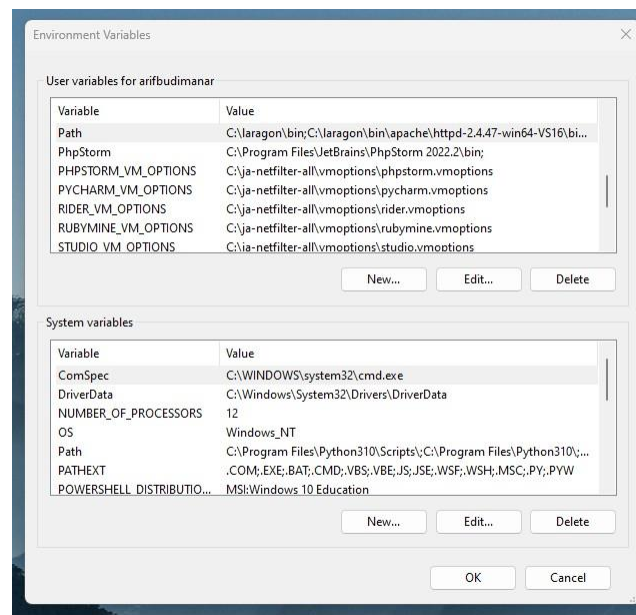 Environment Variables
User variables for arifbudimanar
Variable Value
Path C:\laragon\bin;C:\laragon\bin\apache\httpd-2.4.47-win64-VS16\bi...
PhpStorm C:\Program Files\JetBrains\PhpStorm 2022.2\bin;
PHPSTORM_VM_OPTIONS C:\ja-netfilter-all\vmoptions\phpstorm.vmoptions
PYCHARM_VM_OPTIONS C:\ja-netfilter-all\vmoptions\pycharm.vmoptions
RIDER_VM_OPTIONS C:\ja-netfilter-all\vmoptions\rider.vmoptions
RUBYMINE_VM_OPTIONS C:\ja-netfilter-all\vmoptions\rubymine.vmoptions
STUDIO_VM_OPTIONS C:\ja-netfilter-all\vmoptions\studio.vmoptions
New... Edit... Delete
System variables
Variable Value
ComSpec C:\WINDOWS\system32\cmd.exe
DriverData C:\Windows\System32\Drivers\DriverData
NUMBER_OF_PROCESSORS 12
OS Windows_NT
Path C:\Program Files\Python310\Scripts\;C:\Program Files\Python310\;...
PATHEXT .COM;.EXE;.BAT;.CMD;.VBS;.VBE;.JS;.JSE;.WSF;.WSH;.MSC;.PY;.PYW
POWERSHELL_DISTRIBUTIO... MSI:Windows 10 Education
New... Edit... Delete
OK Cancel